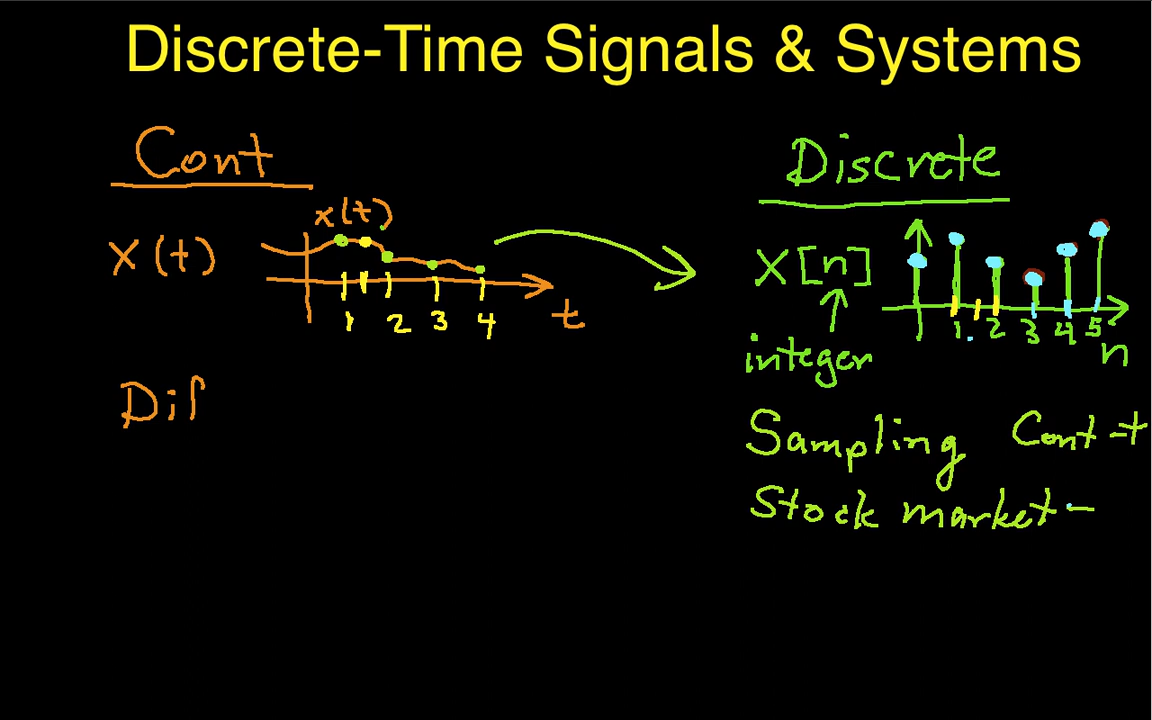 Discrete-Time Signals & Systems
Cont
x(t)
X(t)
1 2 3 4 t
Dif
Discrete
X[n]
1 2 3 4 5
n
integer
Sampling Cont-t
Stock market-